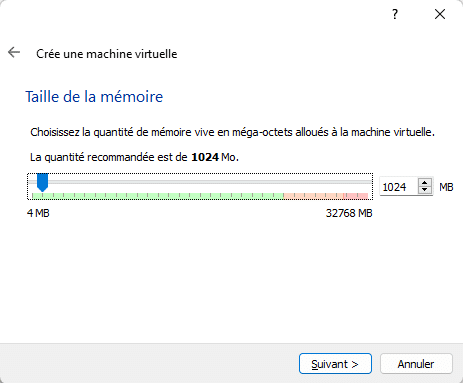 ?
Crée une machine virtuelle
Taille de la mémoire
Choisissez la quantité de mémoire vive en méga-octets alloués à la machine virtuelle.
La quantité recommandée est de 1024 Mo.
1024 MB
4 MB 32768 MB
Suivant > Annuler